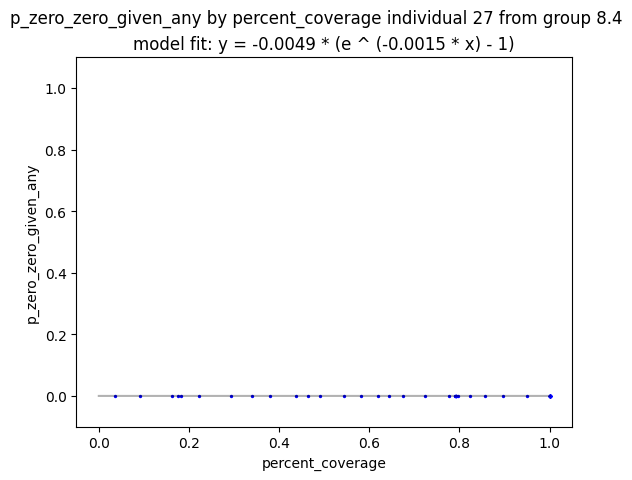 p_zero_zero_given_any by percent_coverage individual 27 from group 8.4
model fit: y = -0.0049 * (e ^ (-0.0015 * x) - 1)
p_zero_zero_given_any
1.0
0.8
0.6
0.4
0.2
0.0
0.0 0.2 0.4 0.6 0.8 1.0
percent_coverage